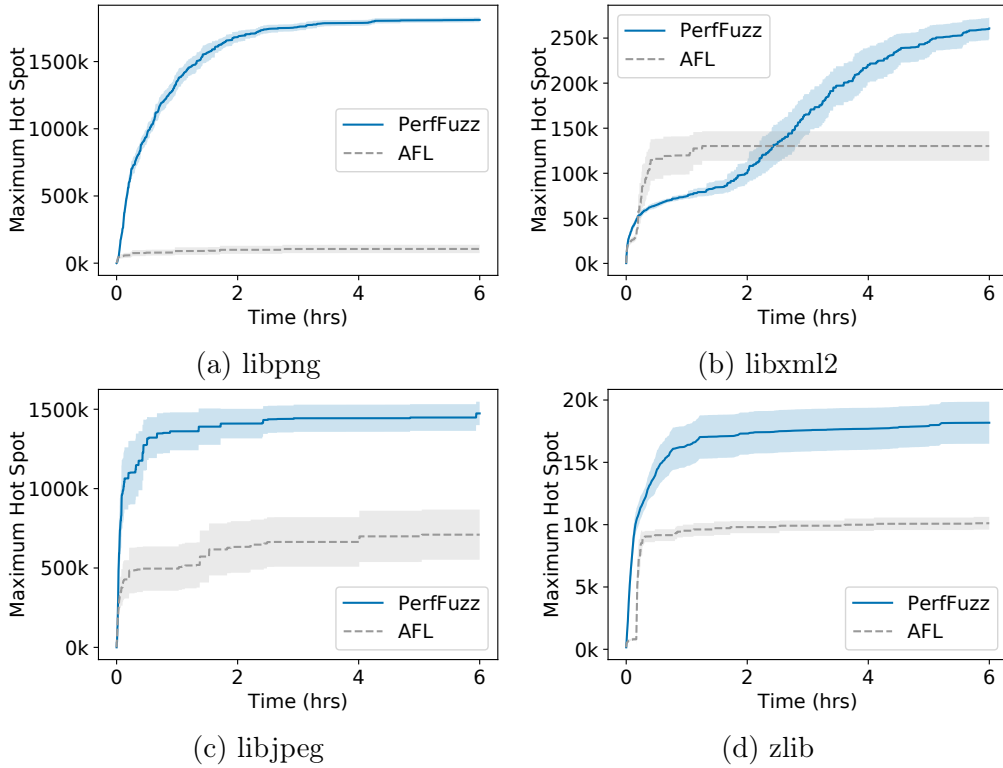 Maximum Hot Spot
1500k
1000k
500k
0k
PerfFuzz
AFL
0 2 4 6
Time (hrs)
(a) libpng
Maximum Hot Spot
250k
200k
150k
100k
50k
0k
PerfFuzz
AFL
0 2 4 6
Time (hrs)
(b) libxml2
Maximum Hot Spot
1500k
1000k
500k
0k
PerfFuzz
AFL
0 2 4 6
Time (hrs)
(c) libjpeg
Maximum Hot Spot
20k
15k
10k
5k
0k
PerfFuzz
AFL
0 2 4 6
Time (hrs)
(d) zlib